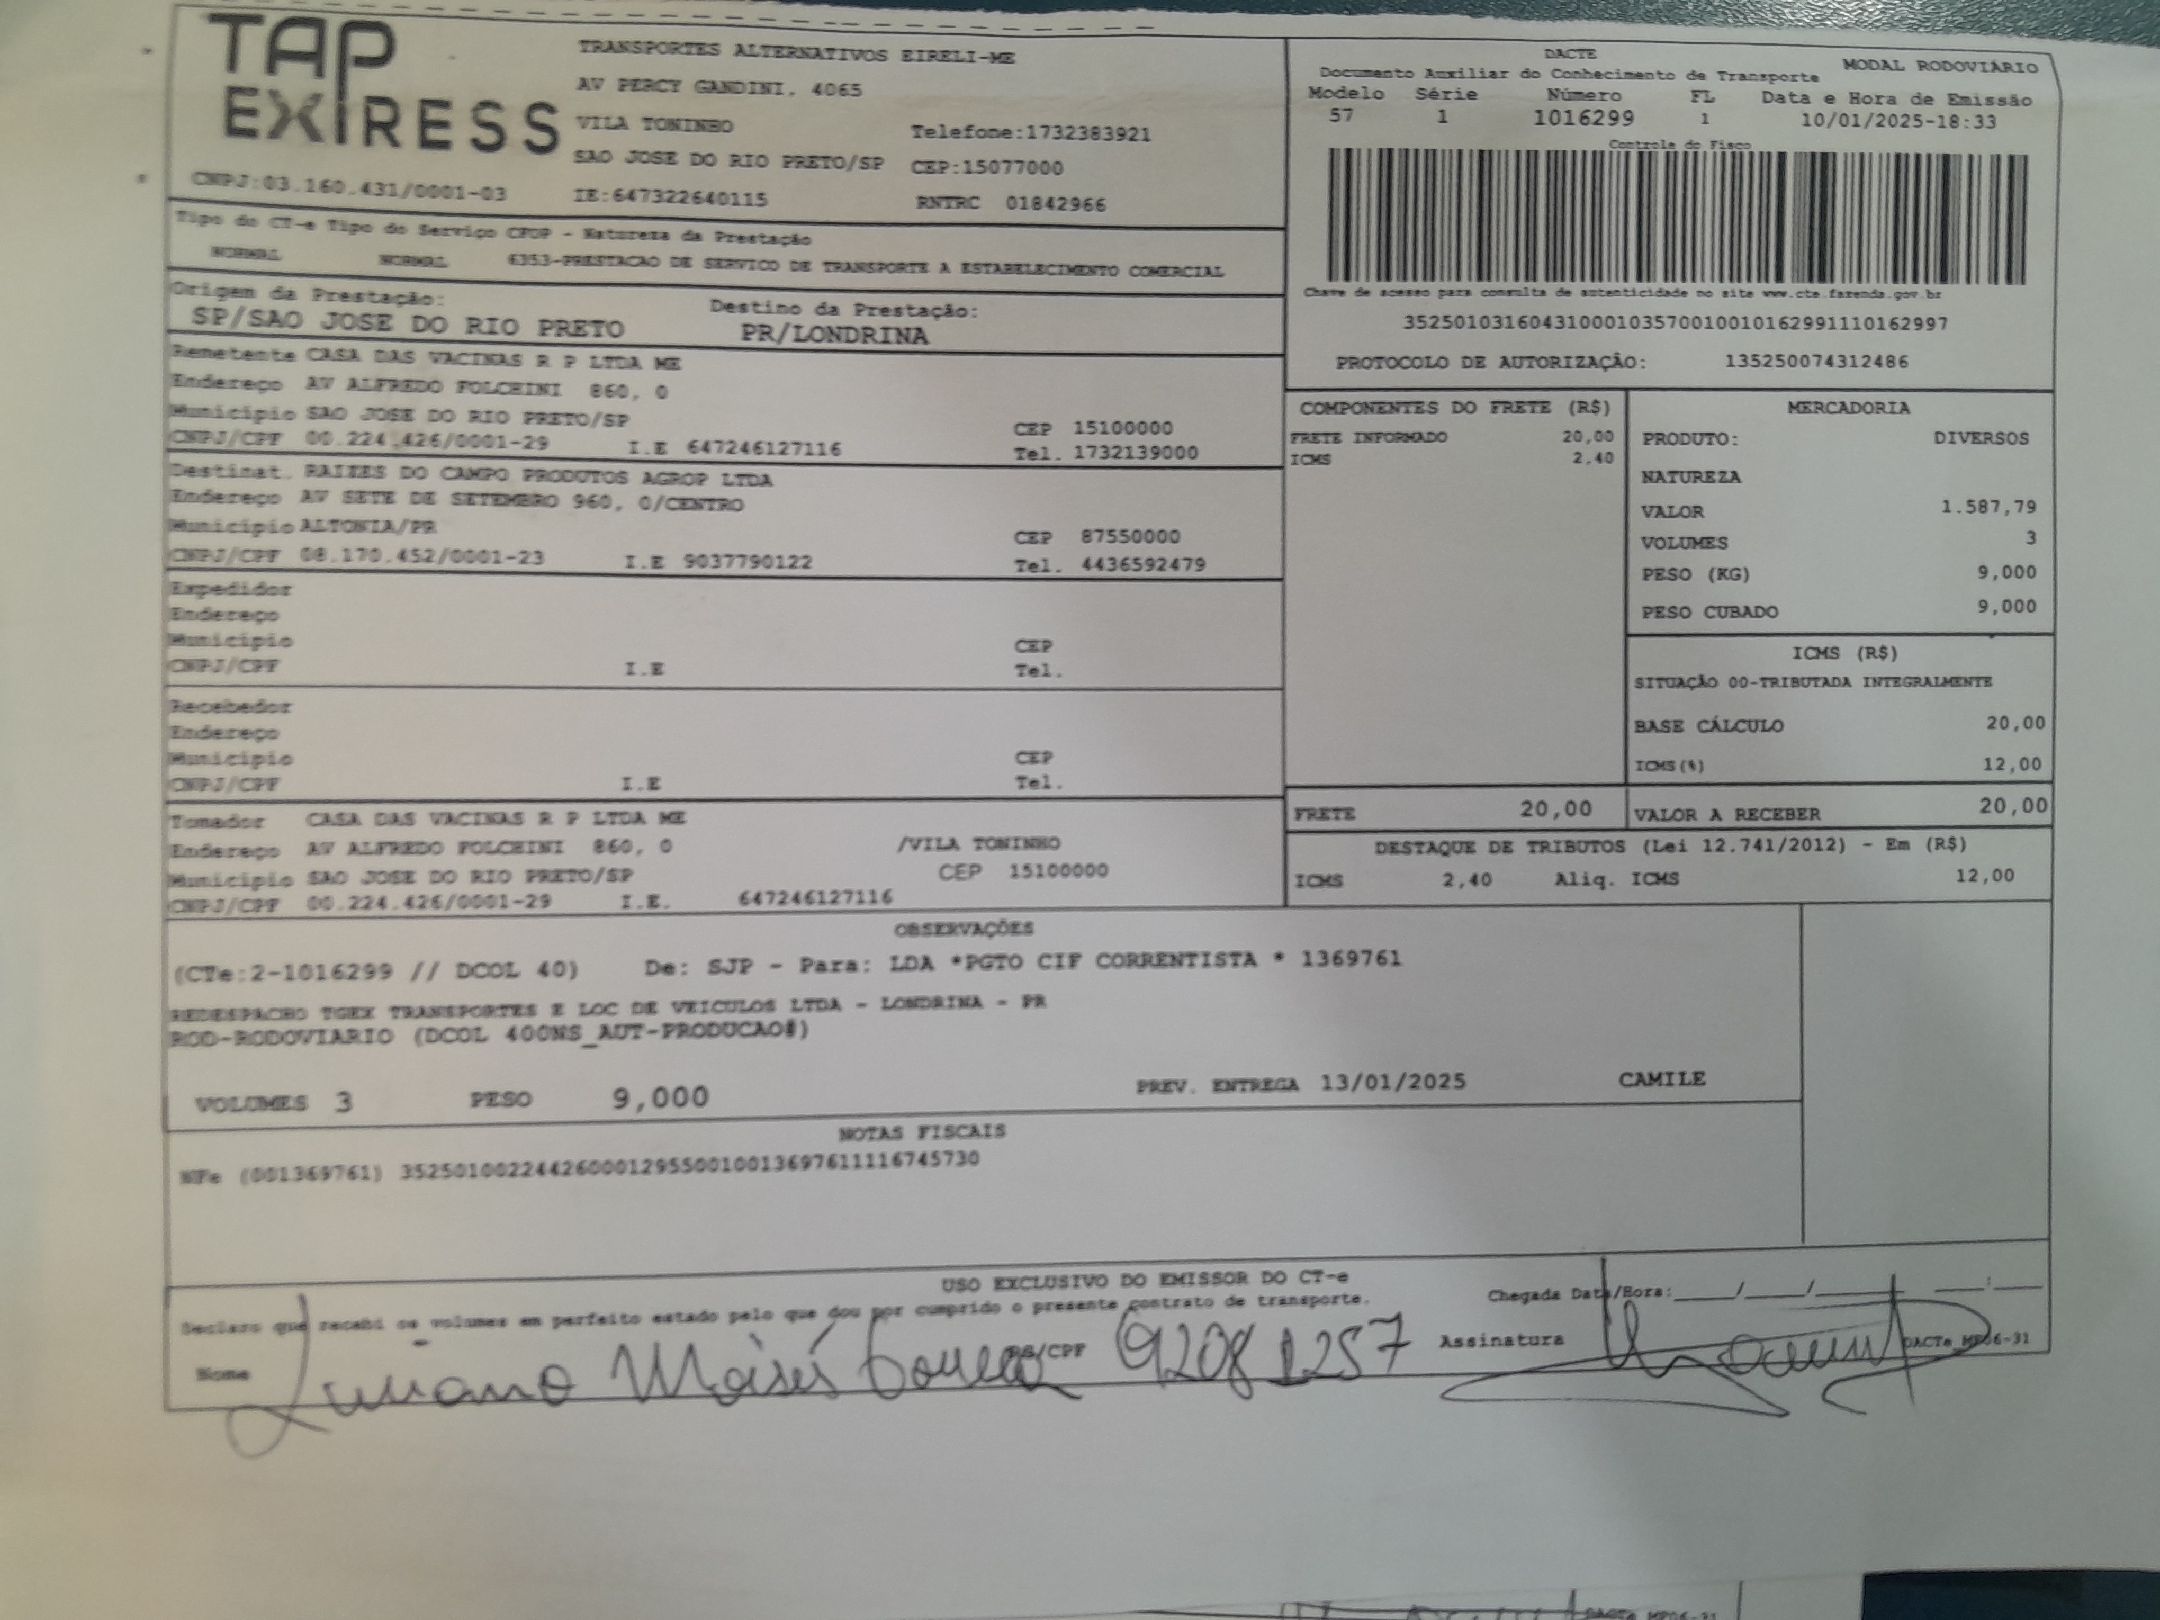 TAP
EXPRESS
TRANSPORTES ALTERNATIVOS EIRELI-ME
AV PERCY GANDINI, 4065
VILA TONINHO Telefone:1732383921
SAO JOSE DO RIO PRETO/SP CEP:15077000
CNPJ:03.160.431/0001-03 IE:647322640115 RNTRC 01842966
DACTE
Documento Auxiliar do Conhecimento de Transporte MODAL RODOVIÁRIO
Modelo Série Número FL Data e Hora de Emissão
57 1 1016299 1 10/01/2025-18:33
Controle do Fisco
Chave de acesso para consulta de autenticidade no site www.cte.fazenda.gov.br
35250103160431000103570010010162991110162997
PROTOCOLO DE AUTORIZAÇÃO: 135250074312486
Tipo do CT-e Tipo do Serviço CFOP - Natureza da Prestação
NORMAL NORMAL 6353-PRESTACAO DE SERVICO DE TRANSPORTE A ESTABELECIMENTO COMERCIAL
Origem da Prestação: Destino da Prestação:
SP/SAO JOSE DO RIO PRETO PR/LONDRINA
Remetente CASA DAS VACINAS R P LTDA ME
Endereço AV ALFREDO FOLCHINI 860, 0
Município SAO JOSE DO RIO PRETO/SP CEP 15100000
CNPJ/CPF 00.224.426/0001-29 I.E 647246127116 Tel. 1732139000
Destinat. RAIZES DO CAMPO PRODUTOS AGROP LTDA
Endereço AV SETE DE SETEMBRO 960, 0/CENTRO
Município ALTONIA/PR CEP 87550000
CNPJ/CPF 08.170.452/0001-23 I.E 9037790122 Tel. 4436592479
Expedidor
Endereço
Município CEP
CNPJ/CPF I.E Tel.
Recebedor
Endereço
Município CEP
CNPJ/CPF I.E Tel.
Tomador CASA DAS VACINAS R P LTDA ME
Endereço AV ALFREDO FOLCHINI 860, 0 /VILA TONINHO
Município SAO JOSE DO RIO PRETO/SP CEP 15100000
CNPJ/CPF 00.224.426/0001-29 I.E. 647246127116
COMPONENTES DO FRETE (R$)
FRETE INFORMADO 20,00
ICMS 2,40
MERCADORIA
PRODUTO: DIVERSOS
NATUREZA
VALOR 1.587,79
VOLUMES 3
PESO (KG) 9,000
PESO CUBADO 9,000
ICMS (R$)
SITUAÇÃO 00-TRIBUTADA INTEGRALMENTE
BASE CÁLCULO 20,00
ICMS(%) 12,00
FRETE 20,00 VALOR A RECEBER 20,00
DESTAQUE DE TRIBUTOS (Lei 12.741/2012) - Em (R$)
ICMS 2,40 Aliq. ICMS 12,00
OBSERVAÇÕES
(CTe:2-1016299 // DCOL 40) De: SJP - Para: LDA *PGTO CIF CORRENTISTA * 1369761
REDESPACHO TGEX TRANSPORTES E LOC DE VEICULOS LTDA - LONDRINA - PR
ROD-RODOVIARIO (DCOL 400NS_AUT-PRODUCAO#)
VOLUMES 3 PESO 9,000 PREV. ENTREGA 13/01/2025 CAMILE
NOTAS FISCAIS
NFe (001369761) 35250100224426000129550010013697611116745730
USO EXCLUSIVO DO EMISSOR DO CT-e
Declaro que recebi os volumes em perfeito estado pelo que dou por cumprido o presente contrato de transporte. Chegada Data/Hora:____/____/____ ___:___
Nome Luciano Moisés Correa RG/CPF 92081257 Assinatura DACTe MP06-31
DACTe MP06-31